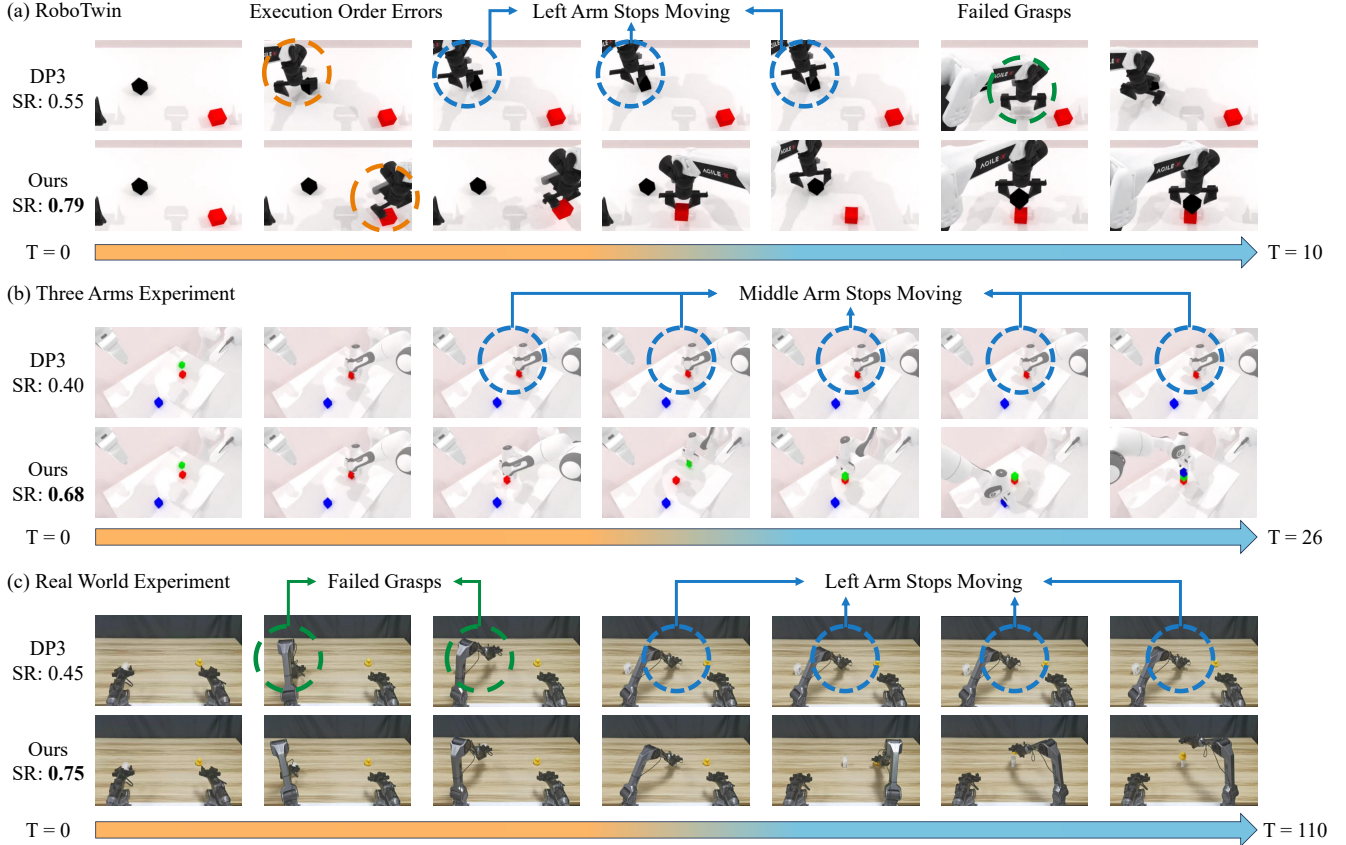 (a) RoboTwin
Execution Order Errors
Left Arm Stops Moving
Failed Grasps
DP3
SR: 0.55
AGILE X
Ours
SR: 0.79
AGILE X
AGILE X
AGILE X
T = 0
T = 10
(b) Three Arms Experiment
Middle Arm Stops Moving
DP3
SR: 0.40
Ours
SR: 0.68
T = 0
T = 26
(c) Real World Experiment
Failed Grasps
Left Arm Stops Moving
DP3
SR: 0.45
Ours
SR: 0.75
T = 0
T = 110